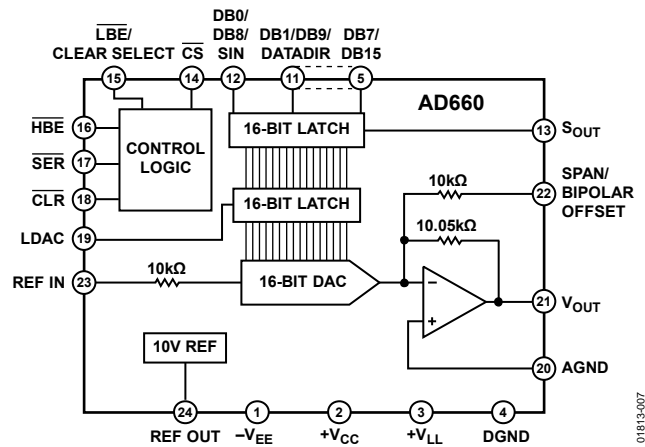 LBE/
CLEAR SELECT
CS
DB0/
DB8/
SIN
DB1/DB9/
DATADIR
DB7/
DB15
15
14
12
11
5
AD660
HBE
16
SER
17
CLR
18
LDAC
19
REF IN
23
CONTROL
LOGIC
16-BIT LATCH
16-BIT LATCH
16-BIT DAC
10kΩ
10kΩ
10.05kΩ
−
+
13
SOUT
22
SPAN/
BIPOLAR
OFFSET
21
VOUT
20
AGND
10V REF
24
1
2
3
4
REF OUT
–VEE
+VCC
+VLL
DGND
01813-007